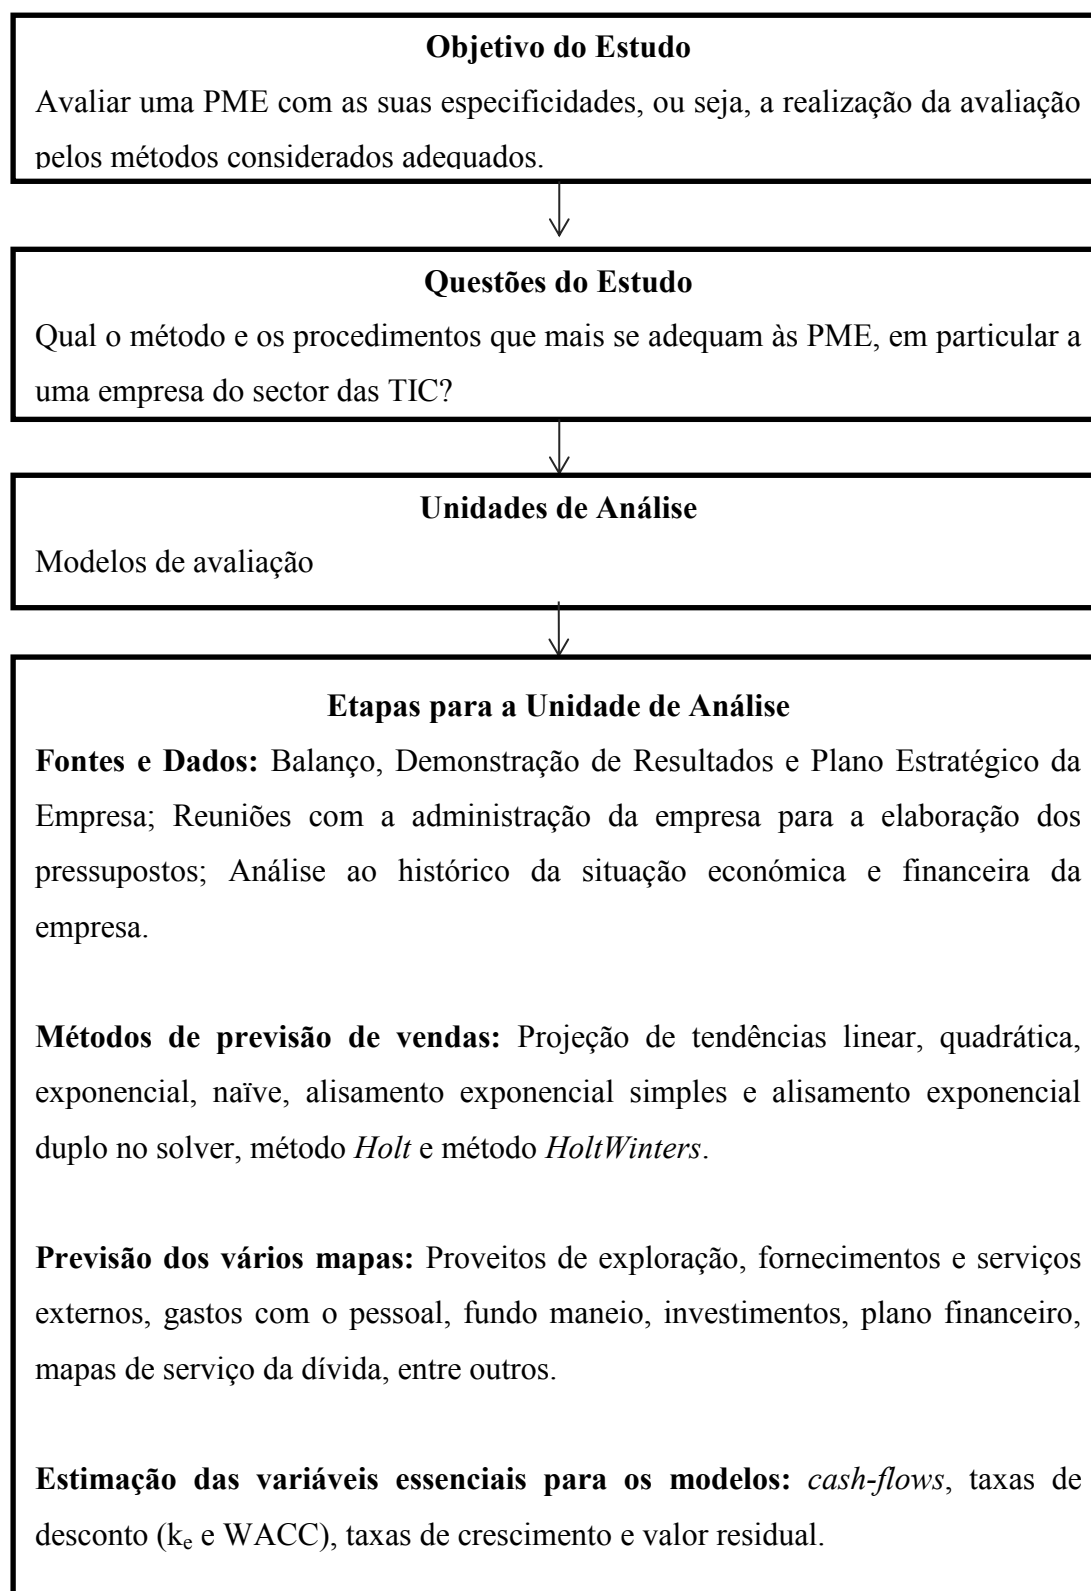 Objetivo do Estudo
Avaliar uma PME com as suas especificidades, ou seja, a realização da avaliação
pelos métodos considerados adequados.
Questões do Estudo
Qual o método e os procedimentos que mais se adequam às PME, em particular a
uma empresa do sector das TIC?
Unidades de Análise
Modelos de avaliação
Etapas para a Unidade de Análise
Fontes e Dados: Balanço, Demonstração de Resultados e Plano Estratégico da
Empresa; Reuniões com a administração da empresa para a elaboração dos
pressupostos; Análise ao histórico da situação económica e financeira da
empresa.
Métodos de previsão de vendas: Projeção de tendências linear, quadrática,
exponencial, naïve, alisamento exponencial simples e alisamento exponencial
duplo no solver, método Holt e método HoltWinters.
Previsão dos vários mapas: Proveitos de exploração, fornecimentos e serviços
externos, gastos com o pessoal, fundo maneio, investimentos, plano financeiro,
mapas de serviço da dívida, entre outros.
Estimação das variáveis essenciais para os modelos: cash-flows, taxas de
desconto (ke e WACC), taxas de crescimento e valor residual.